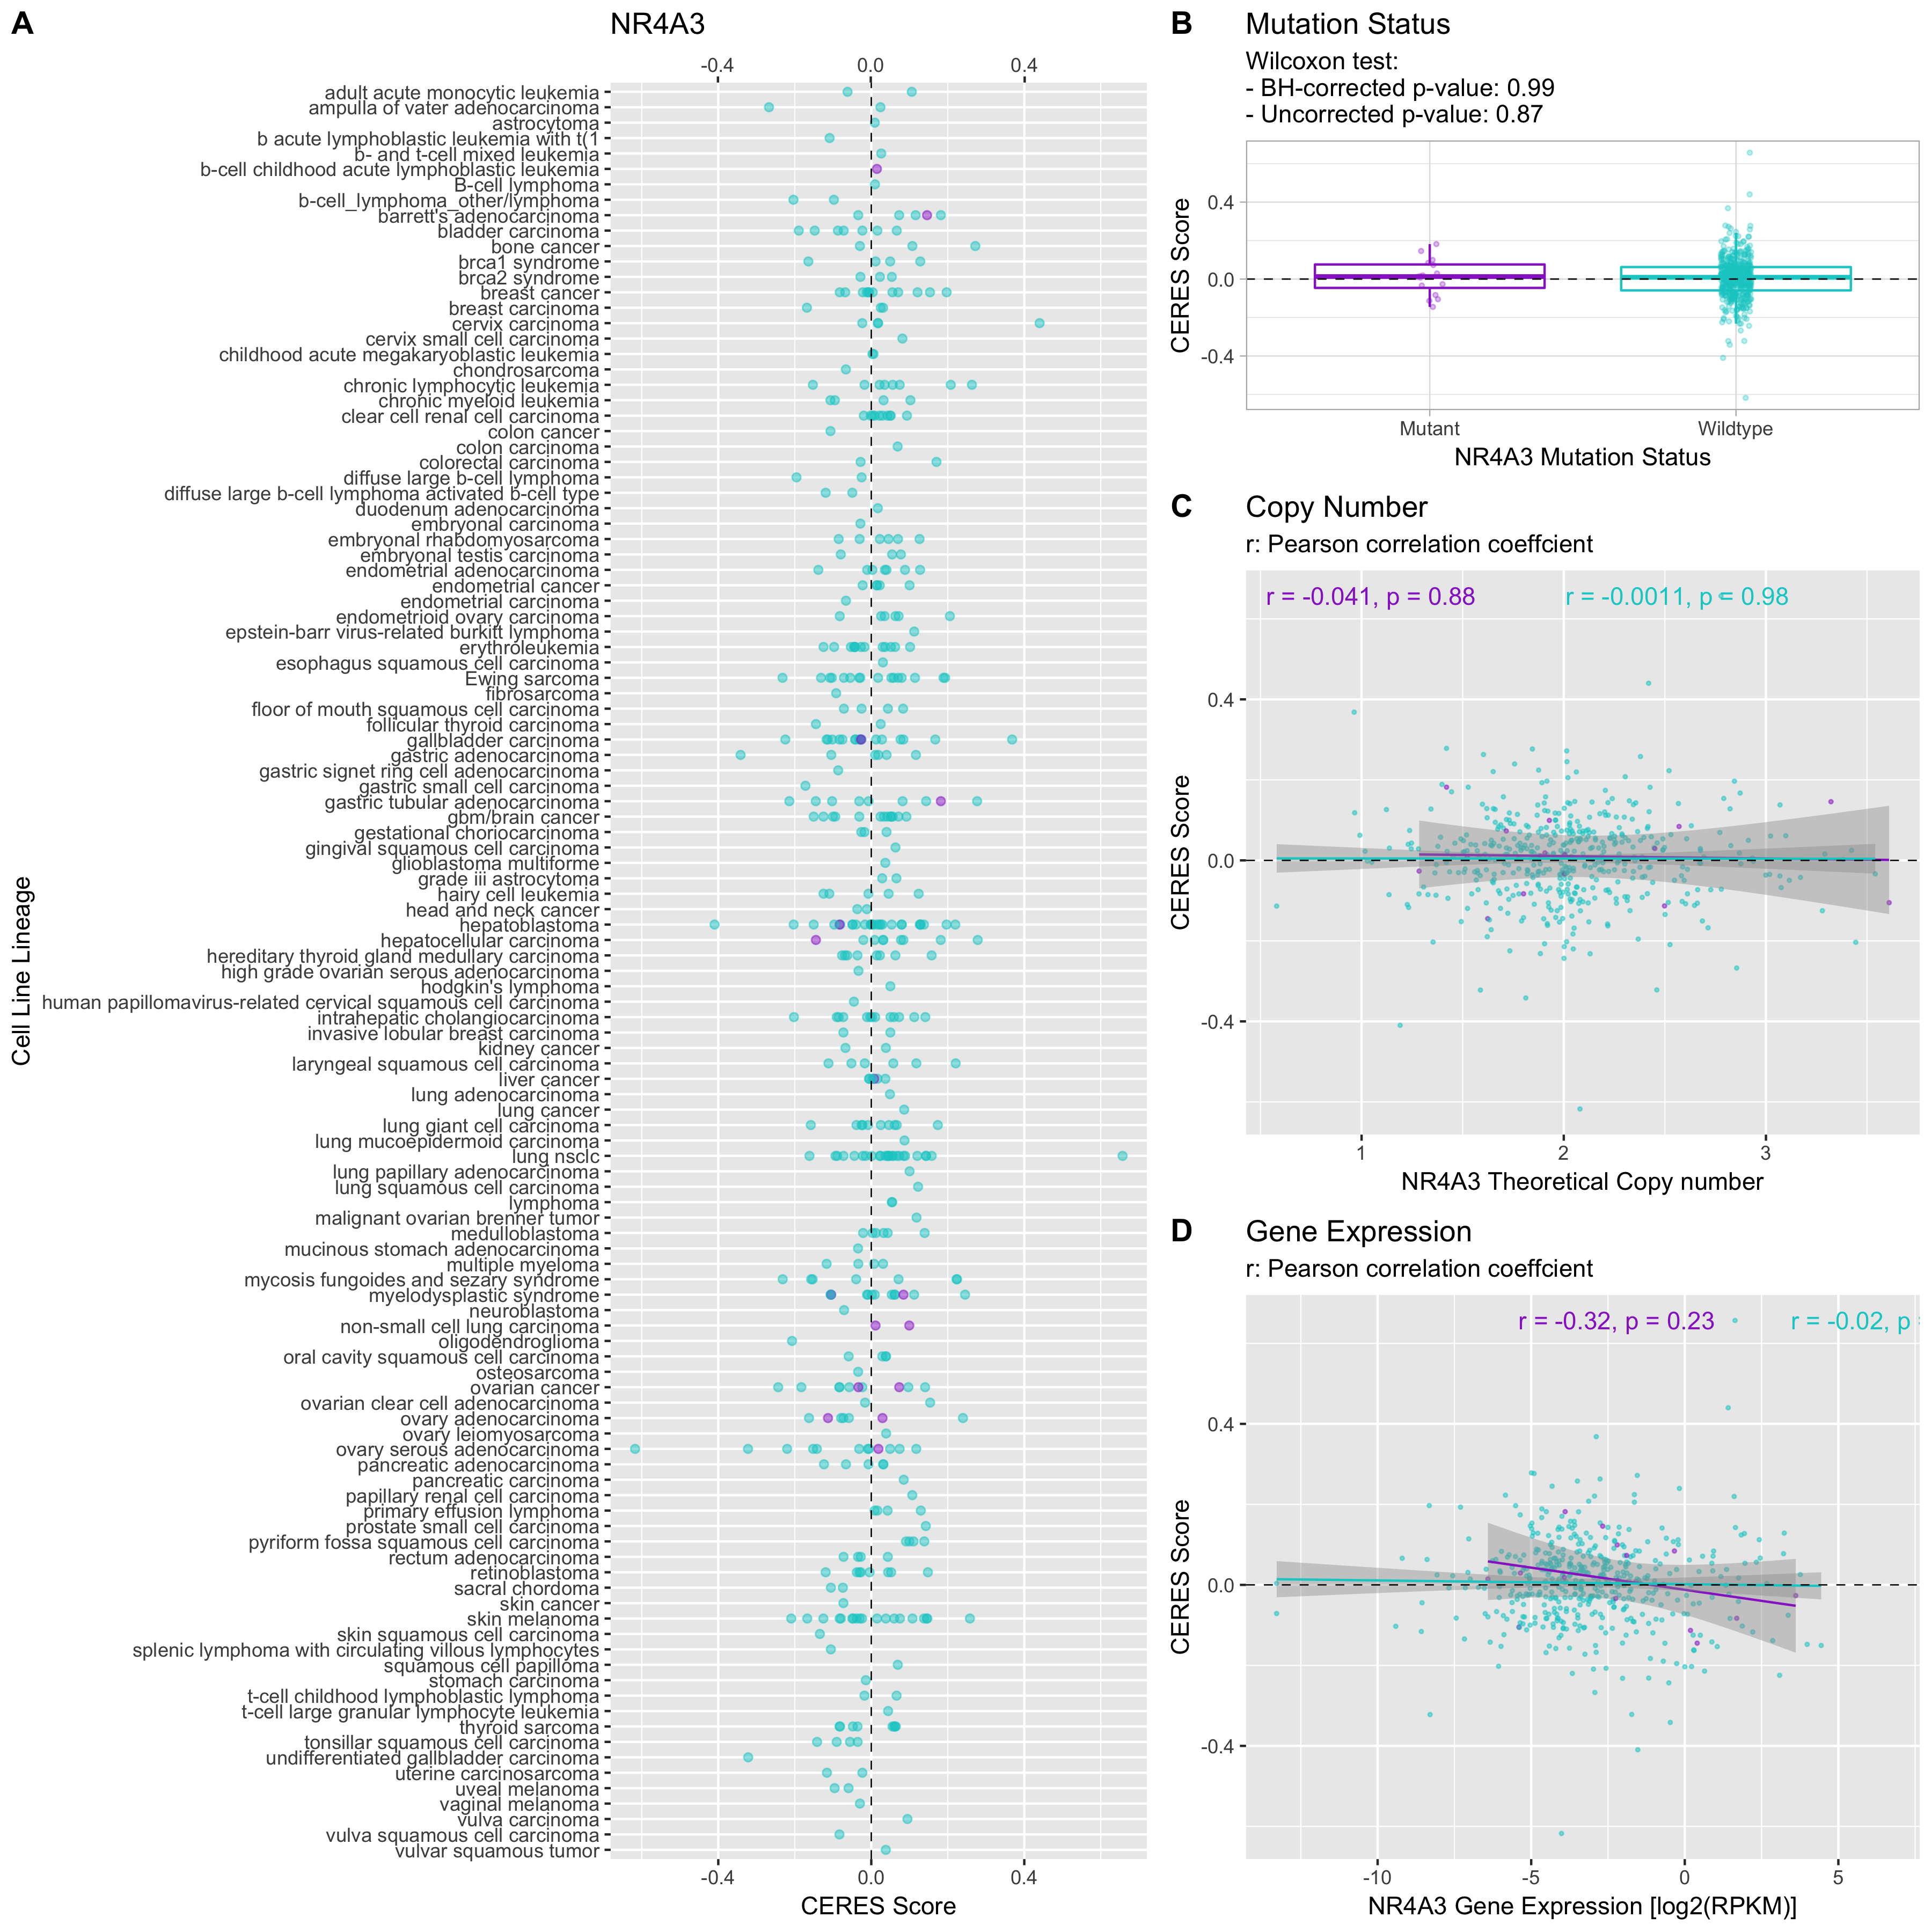 A
NR4A3
-0.4 0.0 0.4
Cell Line Lineage
adult acute monocytic leukemia
ampulla of vater adenocarcinoma
astrocytoma
b acute lymphoblastic leukemia with t(1
b- and t-cell mixed leukemia
b-cell childhood acute lymphoblastic leukemia
B-cell lymphoma
b-cell_lymphoma_other/lymphoma
barrett's adenocarcinoma
bladder carcinoma
bone cancer
brca1 syndrome
brca2 syndrome
breast cancer
breast carcinoma
cervix carcinoma
cervix small cell carcinoma
childhood acute megakaryoblastic leukemia
chondrosarcoma
chronic lymphocytic leukemia
chronic myeloid leukemia
clear cell renal cell carcinoma
colon cancer
colon carcinoma
colorectal carcinoma
diffuse large b-cell lymphoma
diffuse large b-cell lymphoma activated b-cell type
duodenum adenocarcinoma
embryonal carcinoma
embryonal rhabdomyosarcoma
embryonal testis carcinoma
endometrial adenocarcinoma
endometrial cancer
endometrial carcinoma
endometrioid ovary carcinoma
epstein-barr virus-related burkitt lymphoma
erythroleukemia
esophagus squamous cell carcinoma
Ewing sarcoma
fibrosarcoma
floor of mouth squamous cell carcinoma
follicular thyroid carcinoma
gallbladder carcinoma
gastric adenocarcinoma
gastric signet ring cell adenocarcinoma
gastric small cell carcinoma
gastric tubular adenocarcinoma
gbm/brain cancer
gestational choriocarcinoma
gingival squamous cell carcinoma
glioblastoma multiforme
grade iii astrocytoma
hairy cell leukemia
head and neck cancer
hepatoblastoma
hepatocellular carcinoma
hereditary thyroid gland medullary carcinoma
high grade ovarian serous adenocarcinoma
hodgkin's lymphoma
human papillomavirus-related cervical squamous cell carcinoma
intrahepatic cholangiocarcinoma
invasive lobular breast carcinoma
kidney cancer
laryngeal squamous cell carcinoma
liver cancer
lung adenocarcinoma
lung cancer
lung giant cell carcinoma
lung mucoepidermoid carcinoma
lung nsclc
lung papillary adenocarcinoma
lung squamous cell carcinoma
lymphoma
malignant ovarian brenner tumor
medulloblastoma
mucinous stomach adenocarcinoma
multiple myeloma
mycosis fungoides and sezary syndrome
myelodysplastic syndrome
neuroblastoma
non-small cell lung carcinoma
oligodendroglioma
oral cavity squamous cell carcinoma
osteosarcoma
ovarian cancer
ovarian clear cell adenocarcinoma
ovary adenocarcinoma
ovary leiomyosarcoma
ovary serous adenocarcinoma
pancreatic adenocarcinoma
pancreatic carcinoma
papillary renal cell carcinoma
primary effusion lymphoma
prostate small cell carcinoma
pyriform fossa squamous cell carcinoma
rectum adenocarcinoma
retinoblastoma
sacral chordoma
skin cancer
skin melanoma
skin squamous cell carcinoma
splenic lymphoma with circulating villous lymphocytes
squamous cell papilloma
stomach carcinoma
t-cell childhood lymphoblastic lymphoma
t-cell large granular lymphocyte leukemia
thyroid sarcoma
tonsillar squamous cell carcinoma
undifferentiated gallbladder carcinoma
uterine carcinosarcoma
uveal melanoma
vaginal melanoma
vulva carcinoma
vulva squamous cell carcinoma
vulvar squamous tumor
-0.4 0.0 0.4
CERES Score
B
Mutation Status
Wilcoxon test:
- BH-corrected p-value: 0.99
- Uncorrected p-value: 0.87
CERES Score
0.4
0.0
-0.4
Mutant Wildtype
NR4A3 Mutation Status
C
Copy Number
r: Pearson correlation coeffcient
r = -0.041, p = 0.88 r = -0.0011, p = 0.98
CERES Score
0.4
0.0
-0.4
1 2 3
NR4A3 Theoretical Copy number
D
Gene Expression
r: Pearson correlation coeffcient
r = -0.32, p = 0.23 r = -0.02, p
CERES Score
0.4
0.0
-0.4
-10 -5 0 5
NR4A3 Gene Expression [log2(RPKM)]